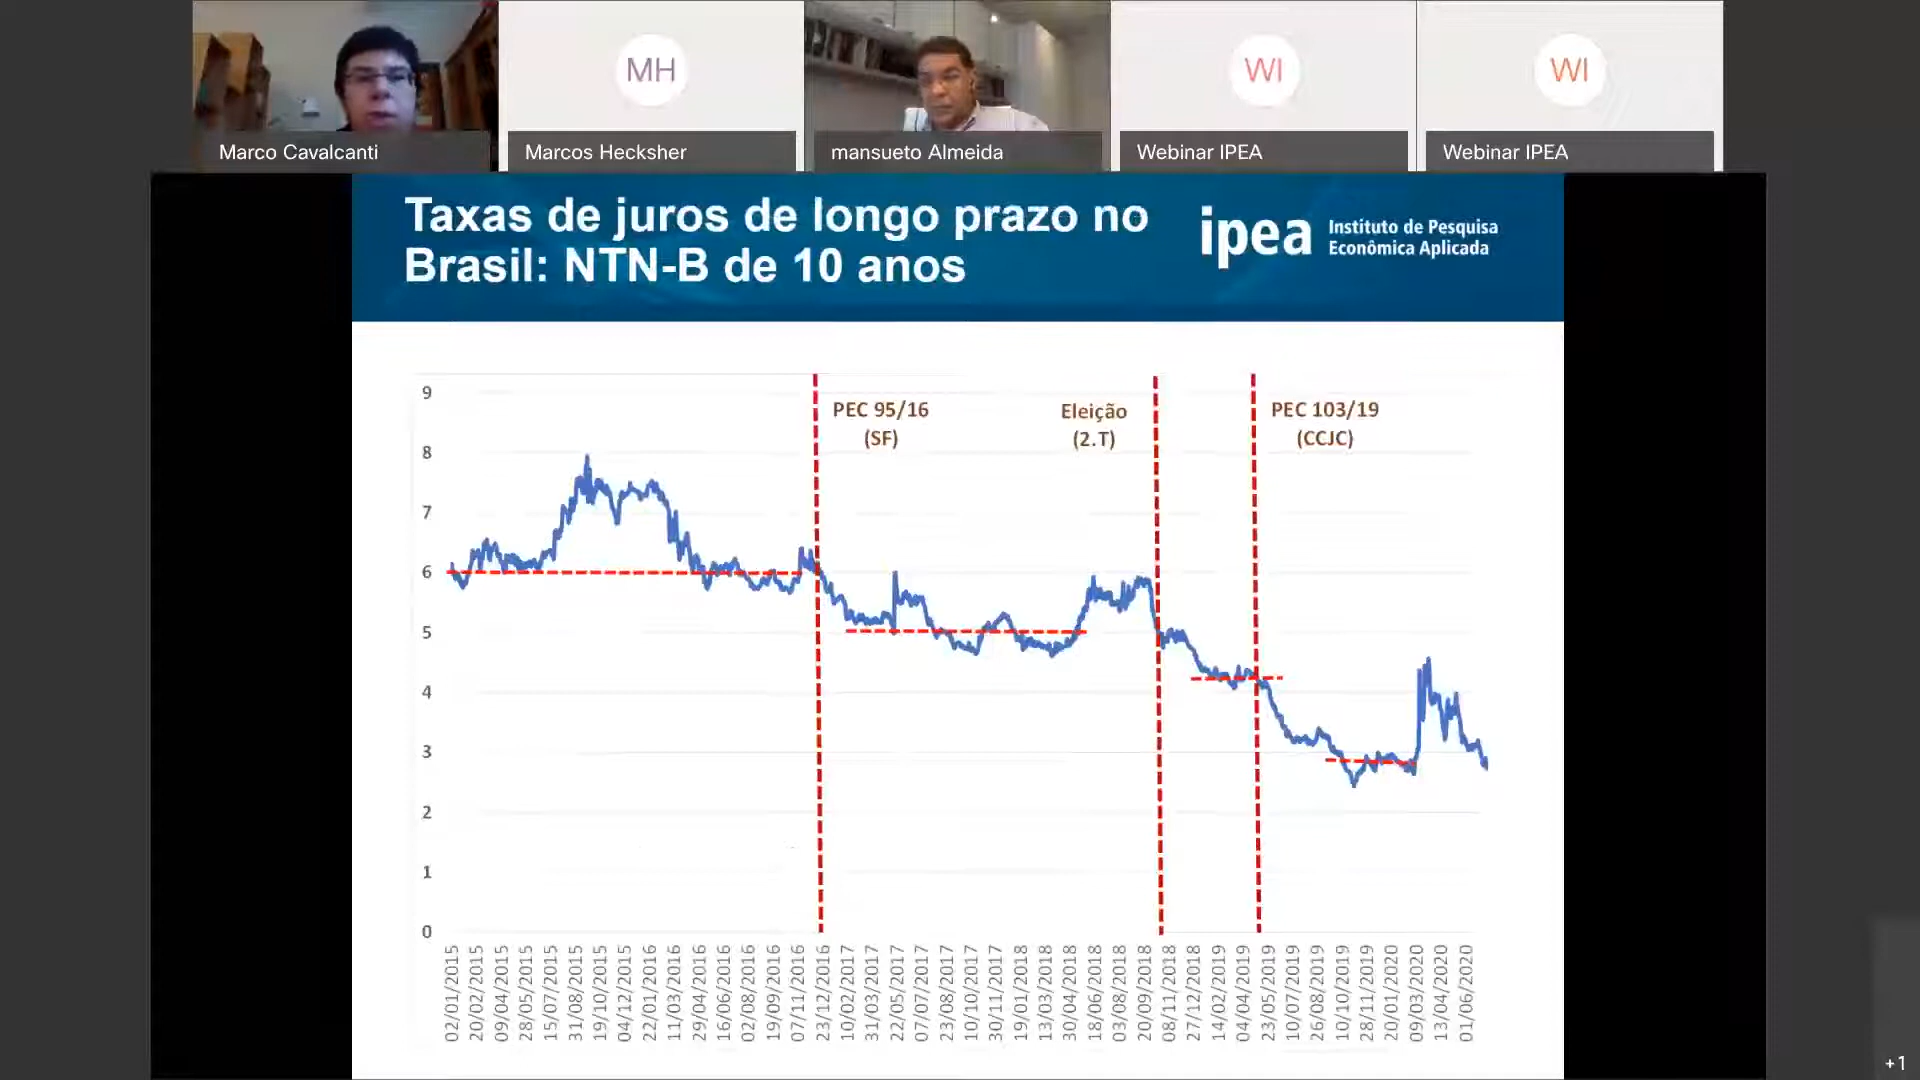 MH
WI
WI
Marco Cavalcanti
Marcos Hecksher
mansueto Almeida
Webinar IPEA
Webinar IPEA
Taxas de juros de longo prazo no
Brasil: NTN-B de 10 anos
ipea
Instituto de Pesquisa
Econômica Aplicada
PEC 95/16
(SF)
Eleição
(2.T)
PEC 103/19
(CCJC)
9
8
7
6
5
4
3
2
1
0
02/01/2015
20/02/2015
09/04/2015
28/05/2015
15/07/2015
31/08/2015
19/10/2015
04/12/2015
22/01/2016
11/03/2016
29/04/2016
16/06/2016
02/08/2016
19/09/2016
07/11/2016
23/12/2016
10/02/2017
31/03/2017
22/05/2017
07/07/2017
23/08/2017
10/10/2017
30/11/2017
19/01/2018
13/03/2018
30/04/2018
18/06/2018
03/08/2018
20/09/2018
08/11/2018
27/12/2018
14/02/2019
04/04/2019
23/05/2019
10/07/2019
26/08/2019
10/10/2019
28/11/2019
20/01/2020
09/03/2020
13/04/2020
01/06/2020
+1